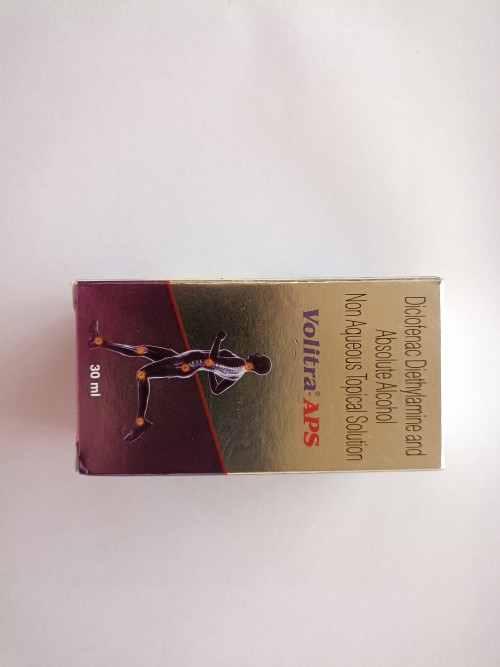 Diclofenac Diethylamine and
Absolute Alcohol
Non Aqueous Topical Solution
Volitra® APS
30 ml